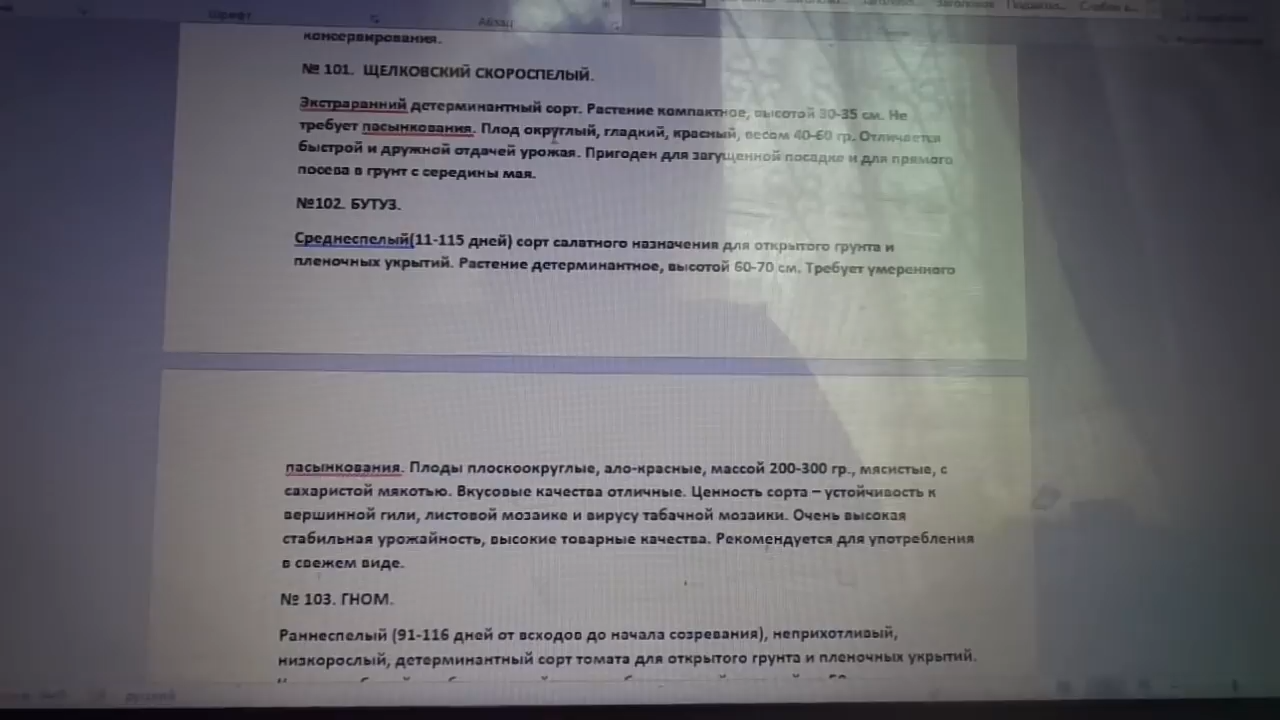 Шрифт
Абзац
консервирования.
№ 101. ЩЕЛКОВСКИЙ СКОРОСПЕЛЫЙ.
Экстраранний детерминантный сорт. Растение компактное, высотой 30-35 см. Не
требует пасынкования. Плод округлый, гладкий, красный, весом 40-60 гр. Отличается
быстрой и дружной отдачей урожая. Пригоден для загущенной посадке и для прямого
посева в грунт с середины мая.
№102. БУТУЗ.
Среднеспелый(11-115 дней) сорт салатного назначения для открытого грунта и
пленочных укрытий. Растение детерминантное, высотой 60-70 см. Требует умеренного
пасынкования. Плоды плоскоокруглые, ало-красные, массой 200-300 гр., мясистые, с
сахаристой мякотью. Вкусовые качества отличные. Ценность сорта – устойчивость к
вершинной гили, листовой мозаике и вирусу табачной мозаики. Очень высокая
стабильная урожайность, высокие товарные качества. Рекомендуется для употребления
в свежем виде.
№ 103. ГНОМ.
Раннеспелый (91-116 дней от всходов до начала созревания), неприхотливый,
низкорослый, детерминантный сорт томата для открытого грунта и пленочных укрытий.
русский